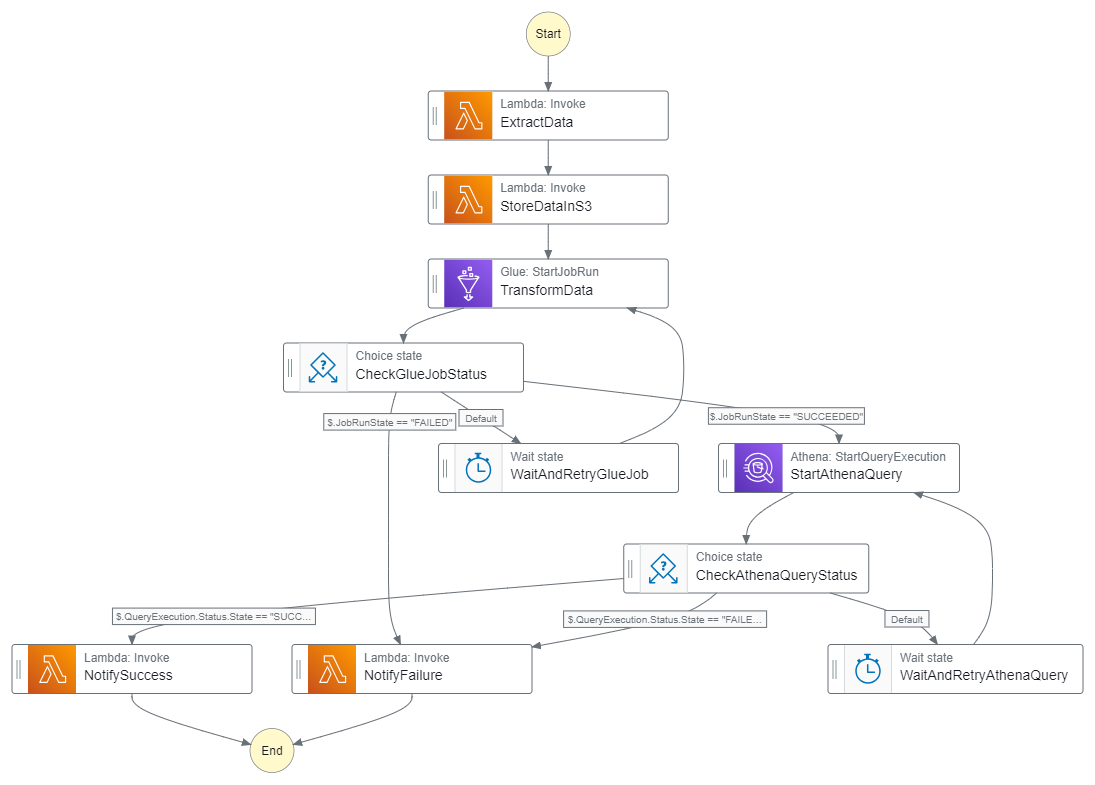 Start
Lambda: Invoke
ExtractData
Lambda: Invoke
StoreDataInS3
Glue: StartJobRun
TransformData
Choice state
CheckGlueJobStatus
$.JobRunState == "FAILED"
Default
$.JobRunState == "SUCCEEDED"
Wait state
WaitAndRetryGlueJob
Athena: StartQueryExecution
StartAthenaQuery
Choice state
CheckAthenaQueryStatus
$.QueryExecution.Status.State == "SUCC...
$.QueryExecution.Status.State == "FAILE...
Default
Lambda: Invoke
NotifySuccess
Lambda: Invoke
NotifyFailure
Wait state
WaitAndRetryAthenaQuery
End